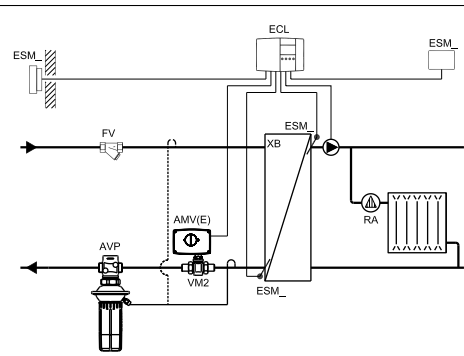 ECL
ESM_
ESM_
FV
ESM_
XB
AMV(E)
RA
AVP
VM2
ESM_